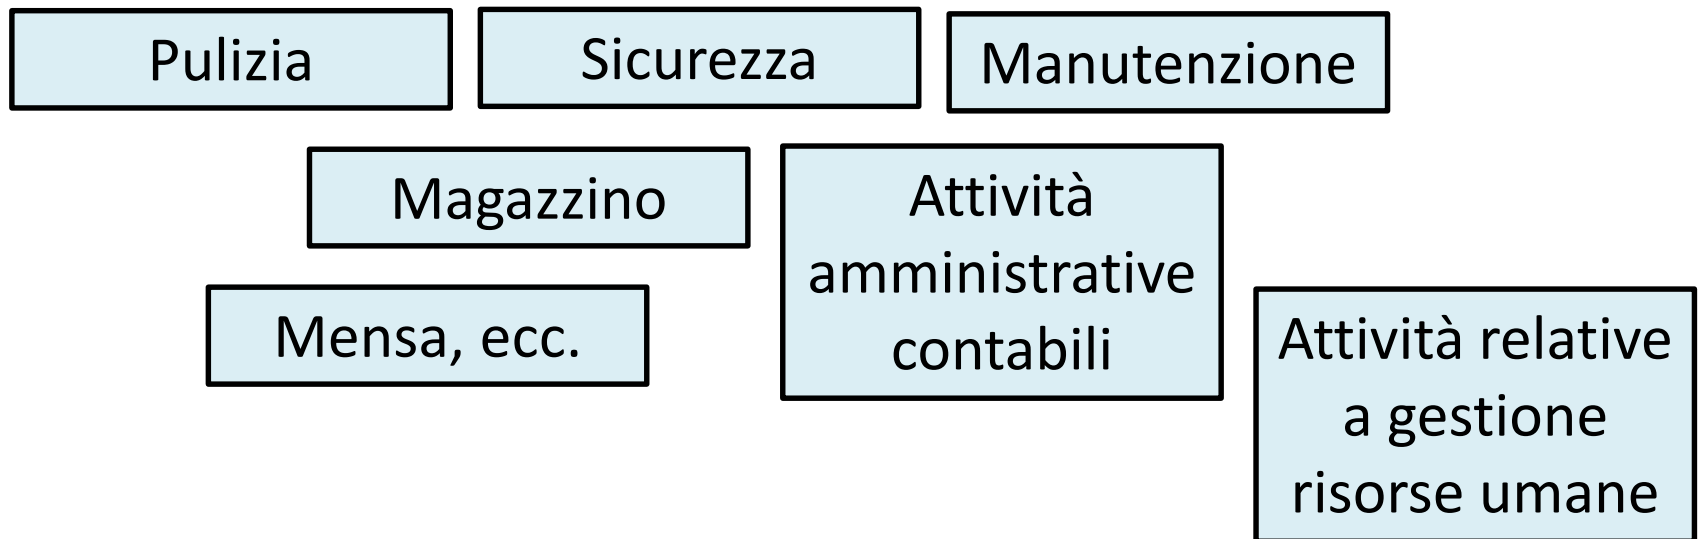 Pulizia
Sicurezza
Manutenzione
Magazzino
Attività
amministrative
contabili
Mensa, ecc.
Attività relative
a gestione
risorse umane